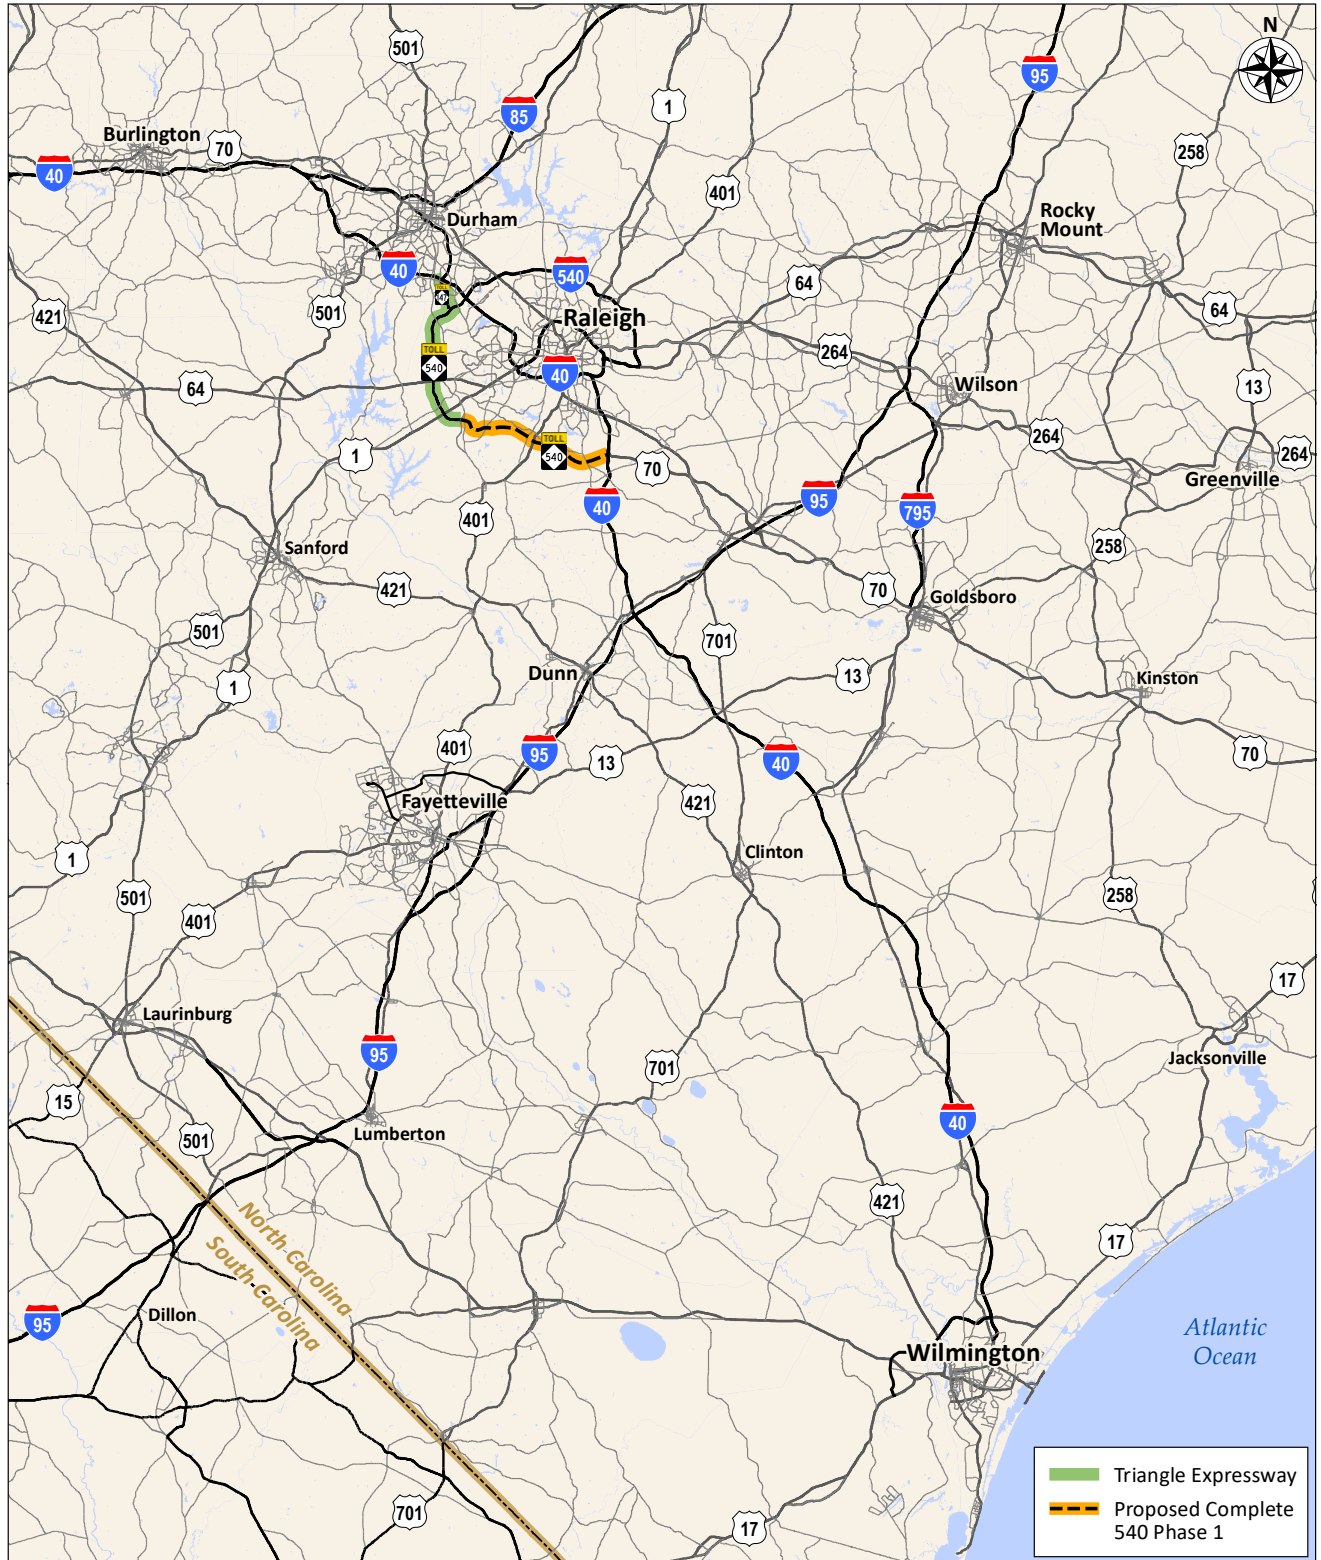 N
501
95
85
1
Burlington
70
258
40
401
Rocky
Mount
Durham
40
540
64
421
501
TOLL
147
Raleigh
64
264
TOLL
540
40
64
13
Wilson
264
264
1
TOLL
540
70
Greenville
401
40
95
795
Sanford
258
421
70
Goldsboro
501
701
Dunn
13
Kinston
1
401
95
13
40
70
Fayetteville
421
1
Clinton
501
401
258
17
Laurinburg
95
Jacksonville
701
15
40
Lumberton
501
421
North Carolina
South Carolina
17
95
Dillon
Atlantic
Ocean
Wilmington
Triangle Expressway
Proposed Complete
540 Phase 1
701
17